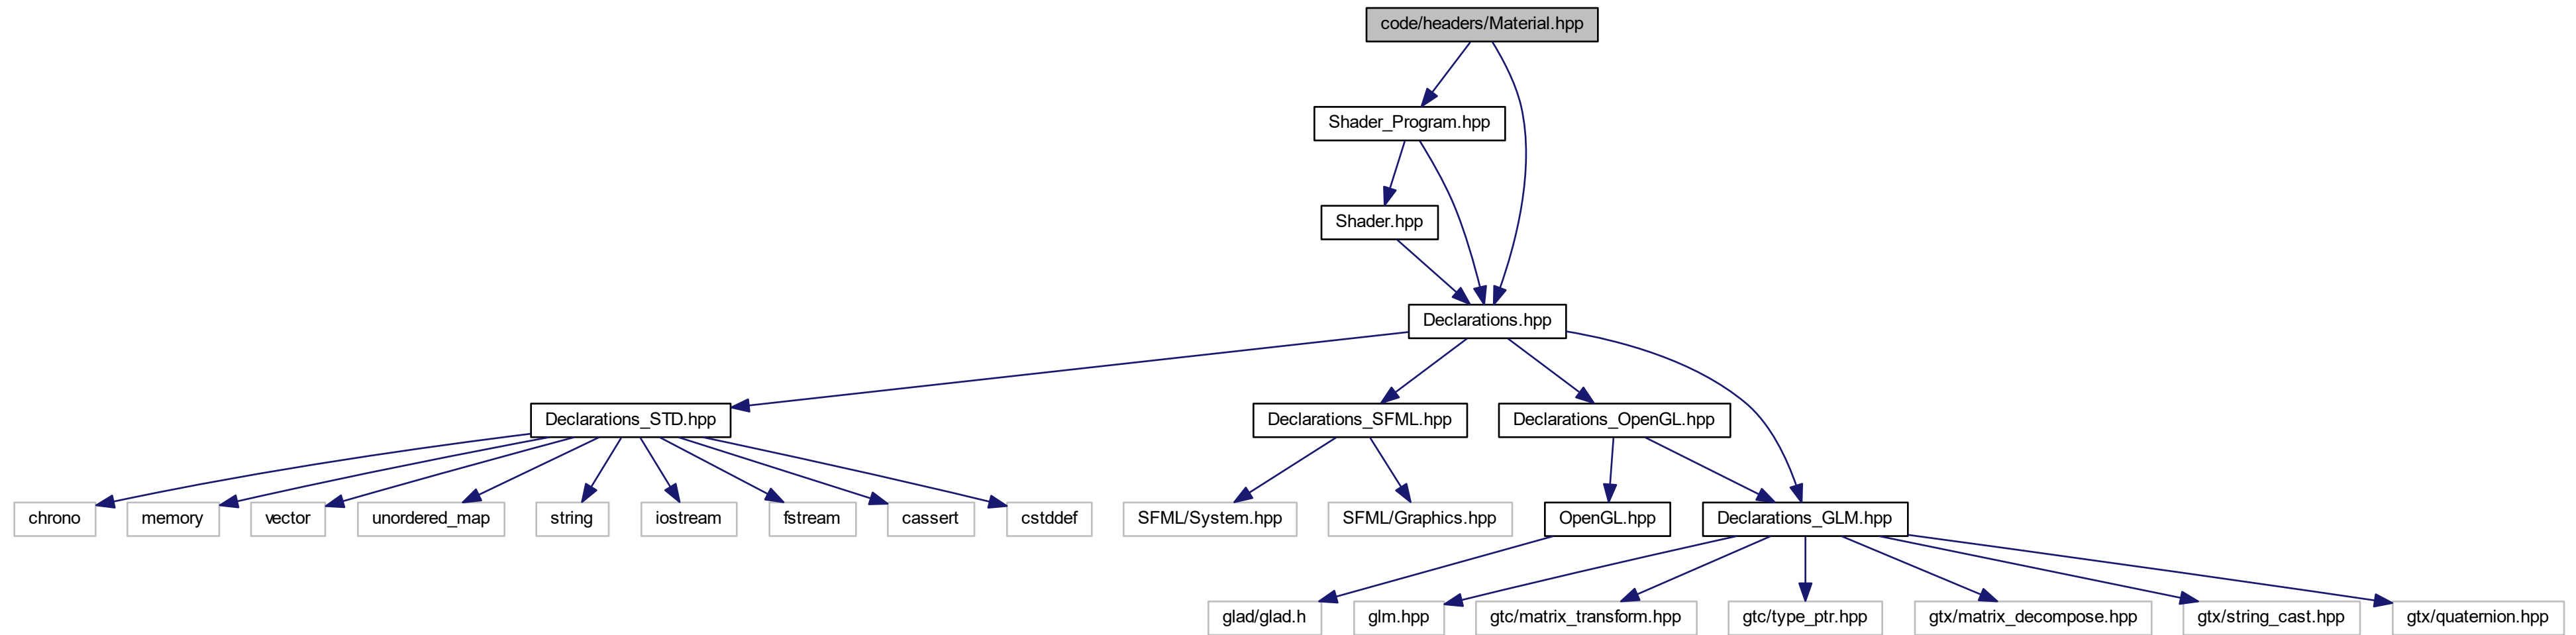 code/headers/Material.hpp
Shader_Program.hpp
Shader.hpp
Declarations.hpp
Declarations_STD.hpp
Declarations_SFML.hpp
Declarations_OpenGL.hpp
chrono
memory
vector
unordered_map
string
iostream
fstream
cassert
cstddef
SFML/System.hpp
SFML/Graphics.hpp
OpenGL.hpp
Declarations_GLM.hpp
glad/glad.h
glm.hpp
gtc/matrix_transform.hpp
gtc/type_ptr.hpp
gtx/matrix_decompose.hpp
gtx/string_cast.hpp
gtx/quaternion.hpp